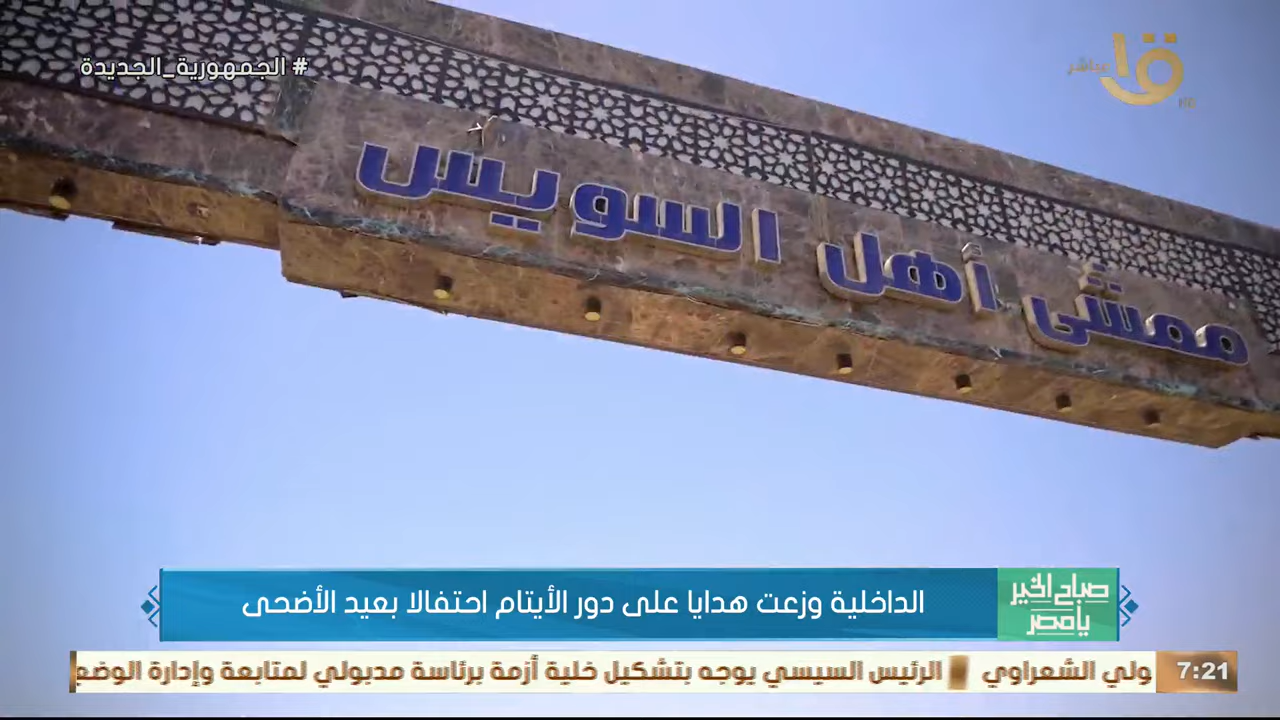 # الجمهورية_الجديدة
مباشر
HD
ممشى أهل السويس
صباح الخير
يا مصر
الداخلية وزعت هدايا على دور الأيتام احتفالا بعيد الأضحى
7:21
ولي الشعراوي
الرئيس السيسي يوجه بتشكيل خلية أزمة برئاسة مدبولي لمتابعة وإدارة الوضع